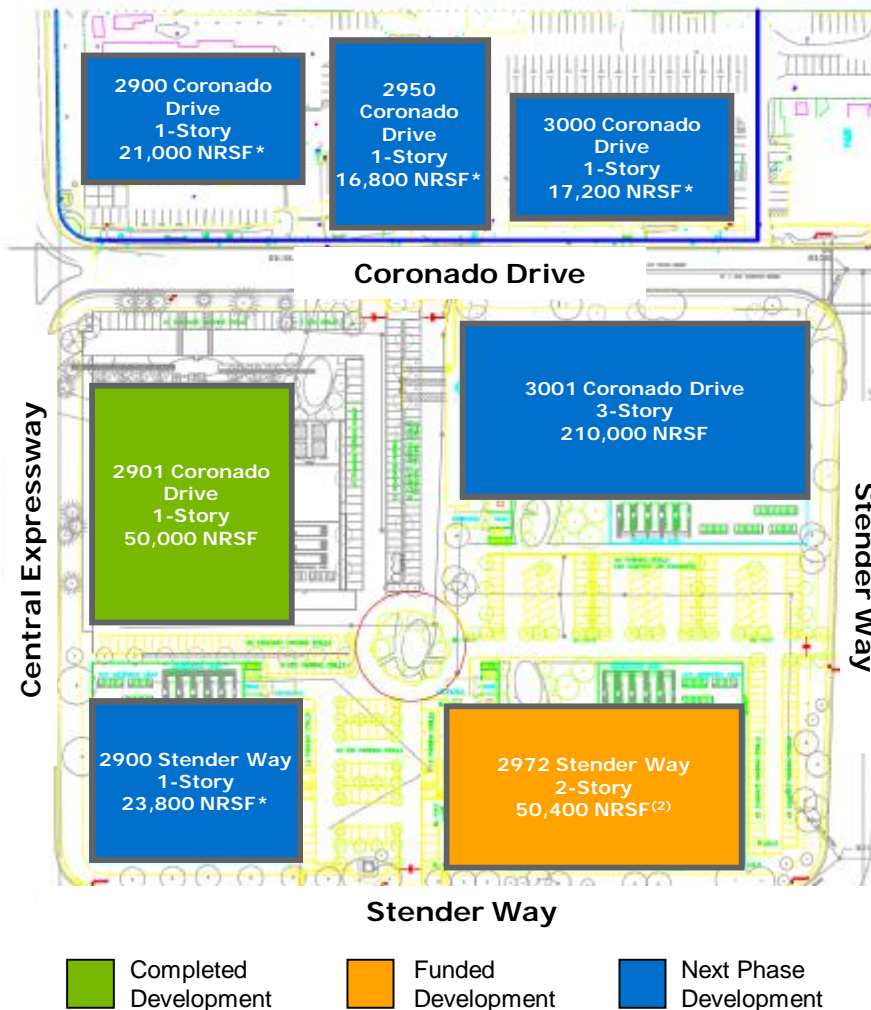 2900 Coronado
Drive
1-Story
21,000 NRSF*
2950
Coronado
Drive
1-Story
16,800 NRSF*
3000 Coronado
Drive
1-Story
17,200 NRSF*
Coronado Drive
3001 Coronado Drive
3-Story
210,000 NRSF
Central Expressway
2901 Coronado
Drive
1-Story
50,000 NRSF
Stender Way
2900 Stender Way
1-Story
23,800 NRSF*
2972 Stender Way
2-Story
50,400 NRSF(2)
Stender Way
Completed
Development
Funded
Development
Next Phase
Development